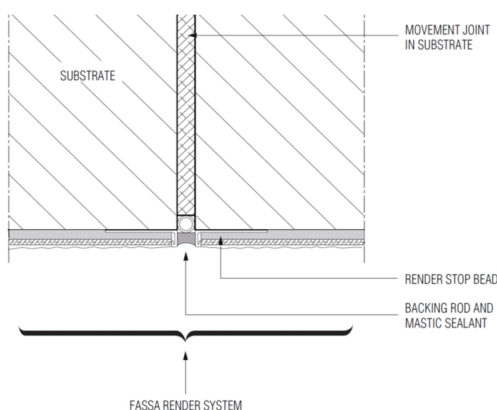 MOVEMENT JOINT
IN SUBSTRATE
SUBSTRATE
RENDER STOP BEAD
BACKING ROD AND
MASTIC SEALANT
FASSA RENDER SYSTEM